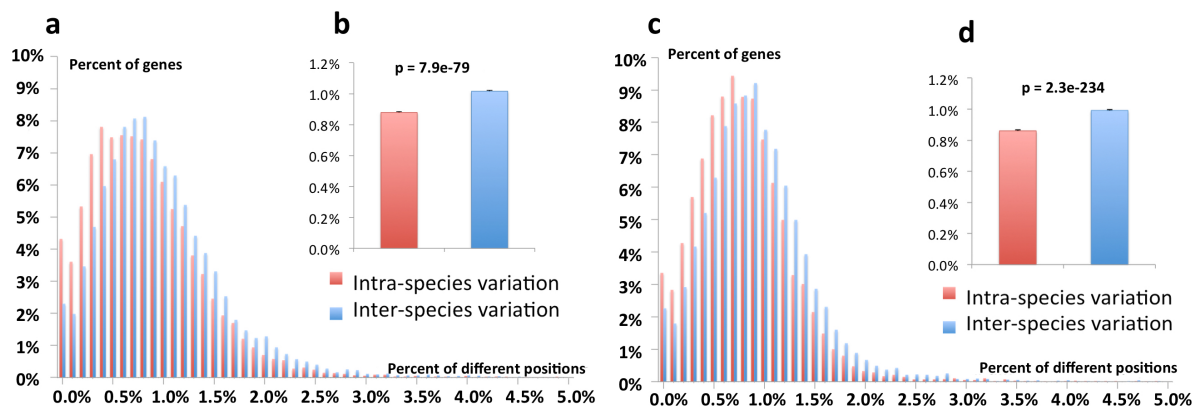 a
10%
9%
8%
7%
6%
5%
4%
3%
2%
1%
0%
Percent of genes
Percent of different positions
0.0% 0.5% 1.0% 1.5% 2.0% 2.5% 3.0% 3.5% 4.0% 4.5% 5.0%
b
1.2%
1.0%
0.8%
0.6%
0.4%
0.2%
0.0%
p = 7.9e-79
Intra-species variation
Inter-species variation
c
10%
9%
8%
7%
6%
5%
4%
3%
2%
1%
0%
Percent of genes
Percent of different positions
0.0% 0.5% 1.0% 1.5% 2.0% 2.5% 3.0% 3.5% 4.0% 4.5% 5.0%
d
1.2%
1.0%
0.8%
0.6%
0.4%
0.2%
0.0%
p = 2.3e-234
Intra-species variation
Inter-species variation